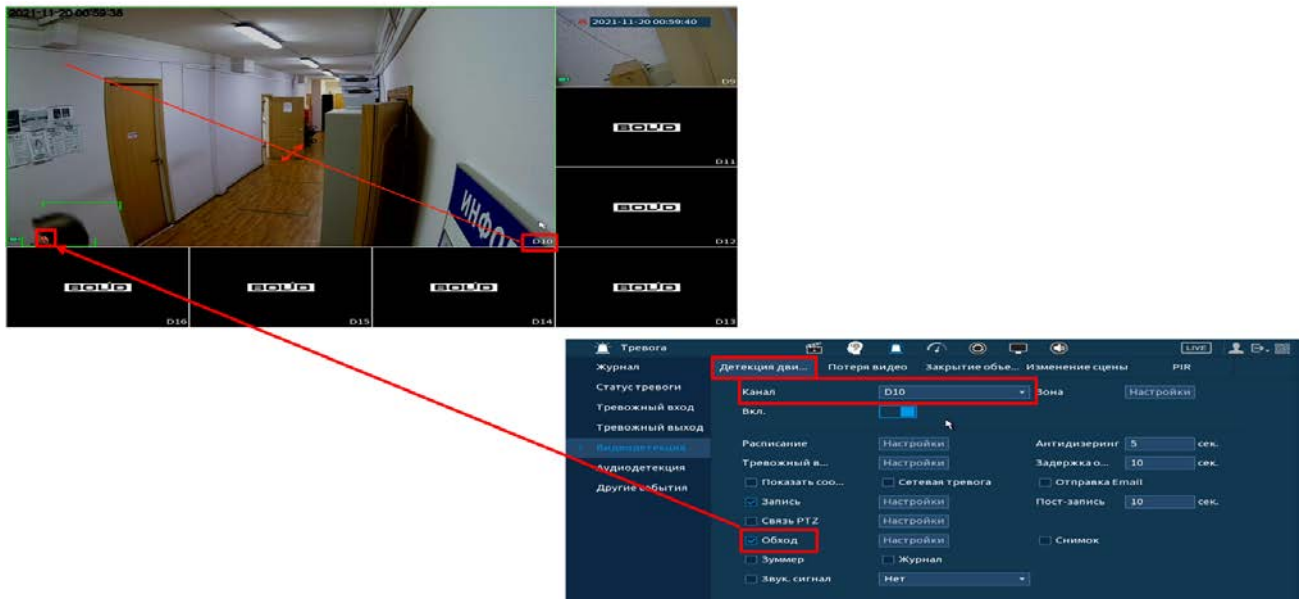 2021-11-20 00:59:38
2021-11-20 00:59:40
D9
BOLID
D11
BOLID
D12
ИНФО
D10
BOLID
D16
BOLID
D15
BOLID
D14
BOLID
D13
Тревога
LIVE
Журнал
Детекция дви... Потеря видео Закрытие объе... Изменение сцены PIR
Статус тревоги
Канал D10 Зона Настройки
Тревожный вход
Вкл.
Тревожный выход
Видеодетекция
Расписание Настройки Антидизеринг 5 сек.
Аудиодетекция
Тревожный в... Настройки Задержка о... 10 сек.
Другие события
Показать соо... Сетевая тревога Отправка Email
Запись Настройки Пост-запись 10 сек.
Связь PTZ Настройки
Обход Настройки Снимок
Зуммер Журнал
Звук. сигнал Нет